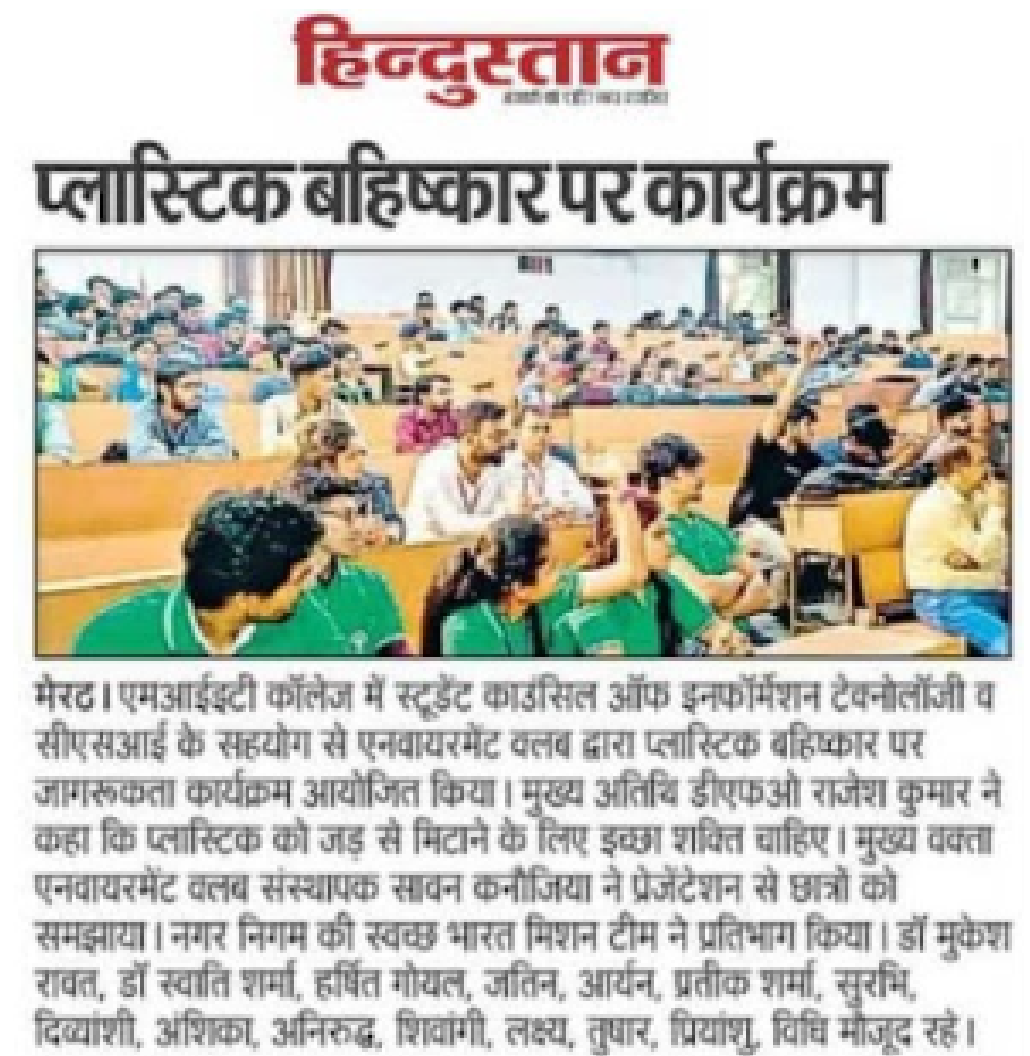 हिन्दुस्तान
प्लास्टिक बहिष्कार पर कार्यक्रम
मेरठ। एमआईइटी कॉलेज में स्टूडेंट काउंसिल ऑफ इनफॉर्मेशन टेक्नोलॉजी व
सीएसआई के सहयोग से एनवायरमेंट क्लब द्वारा प्लास्टिक बहिष्कार पर
जागरूकता कार्यक्रम आयोजित किया। मुख्य अतिथि डीएफओ राजेश कुमार ने
कहा कि प्लास्टिक को जड़ से मिटाने के लिए इच्छा शक्ति चाहिए। मुख्य वक्ता
एनवायरमेंट क्लब संस्थापक सावन कनौजिया ने प्रेजेंटेशन से छात्रों को
समझाया। नगर निगम की स्वच्छ भारत मिशन टीम ने प्रतिभाग किया। डॉ मुकेश
रावत, डॉ स्वाति शर्मा, हर्षित गोयल, जतिन, आर्यन, प्रतीक शर्मा, सुरभि,
दिव्यांशी, अंशिका, अनिरुद्ध, शिवांगी, लक्ष्य, तुषार, प्रियांशु, विधि मौजूद रहे।